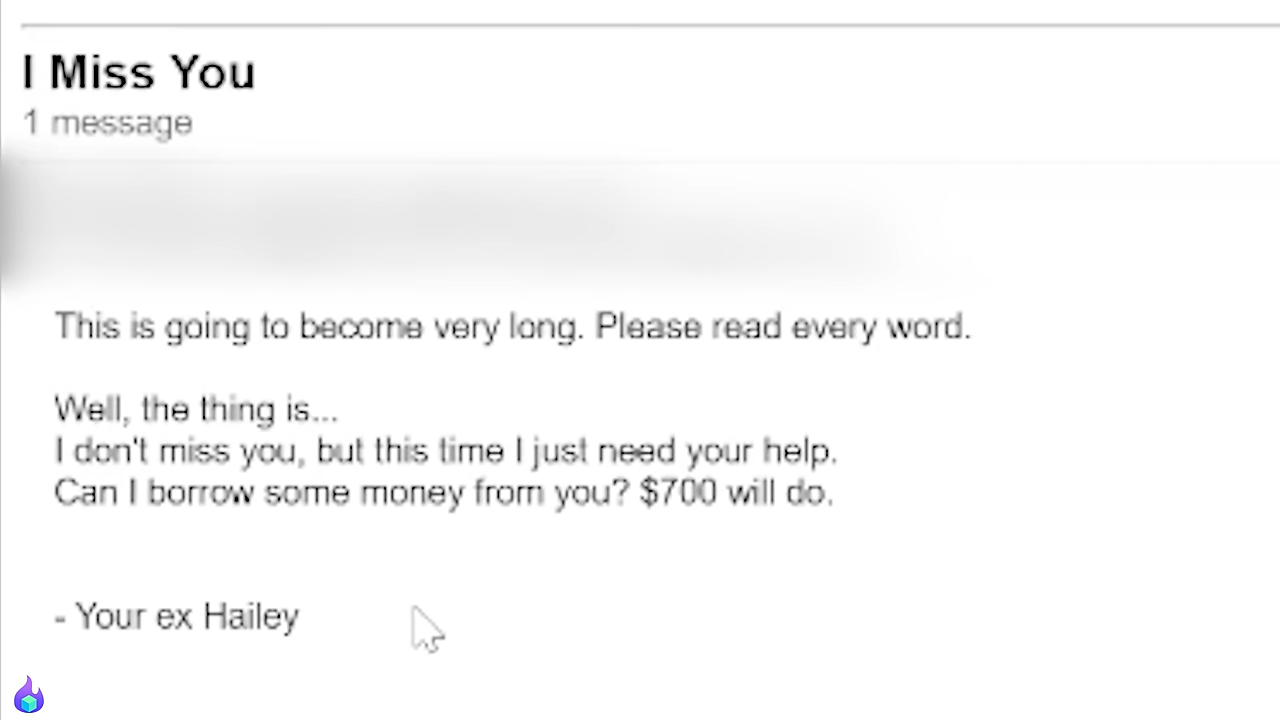 I Miss You
1 message
This is going to become very long. Please read every word.
Well, the thing is...
I don't miss you, but this time I just need your help.
Can I borrow some money from you? $700 will do.
- Your ex Hailey